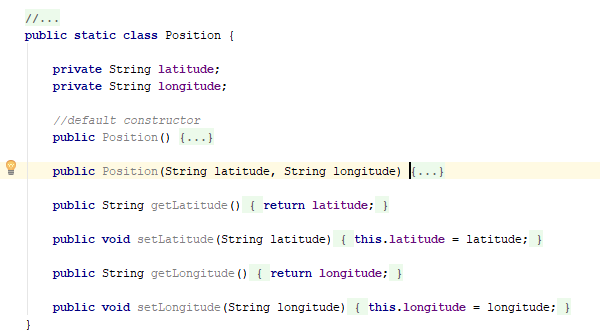 //...
public static class Position {
private String latitude;
private String longitude;
//default constructor
public Position() {...}
public Position(String latitude, String longitude) {...}
public String getLatitude() { return latitude; }
public void setLatitude(String latitude) { this.latitude = latitude; }
public String getLongitude() { return longitude; }
public void setLongitude(String longitude) { this.longitude = longitude; }
}